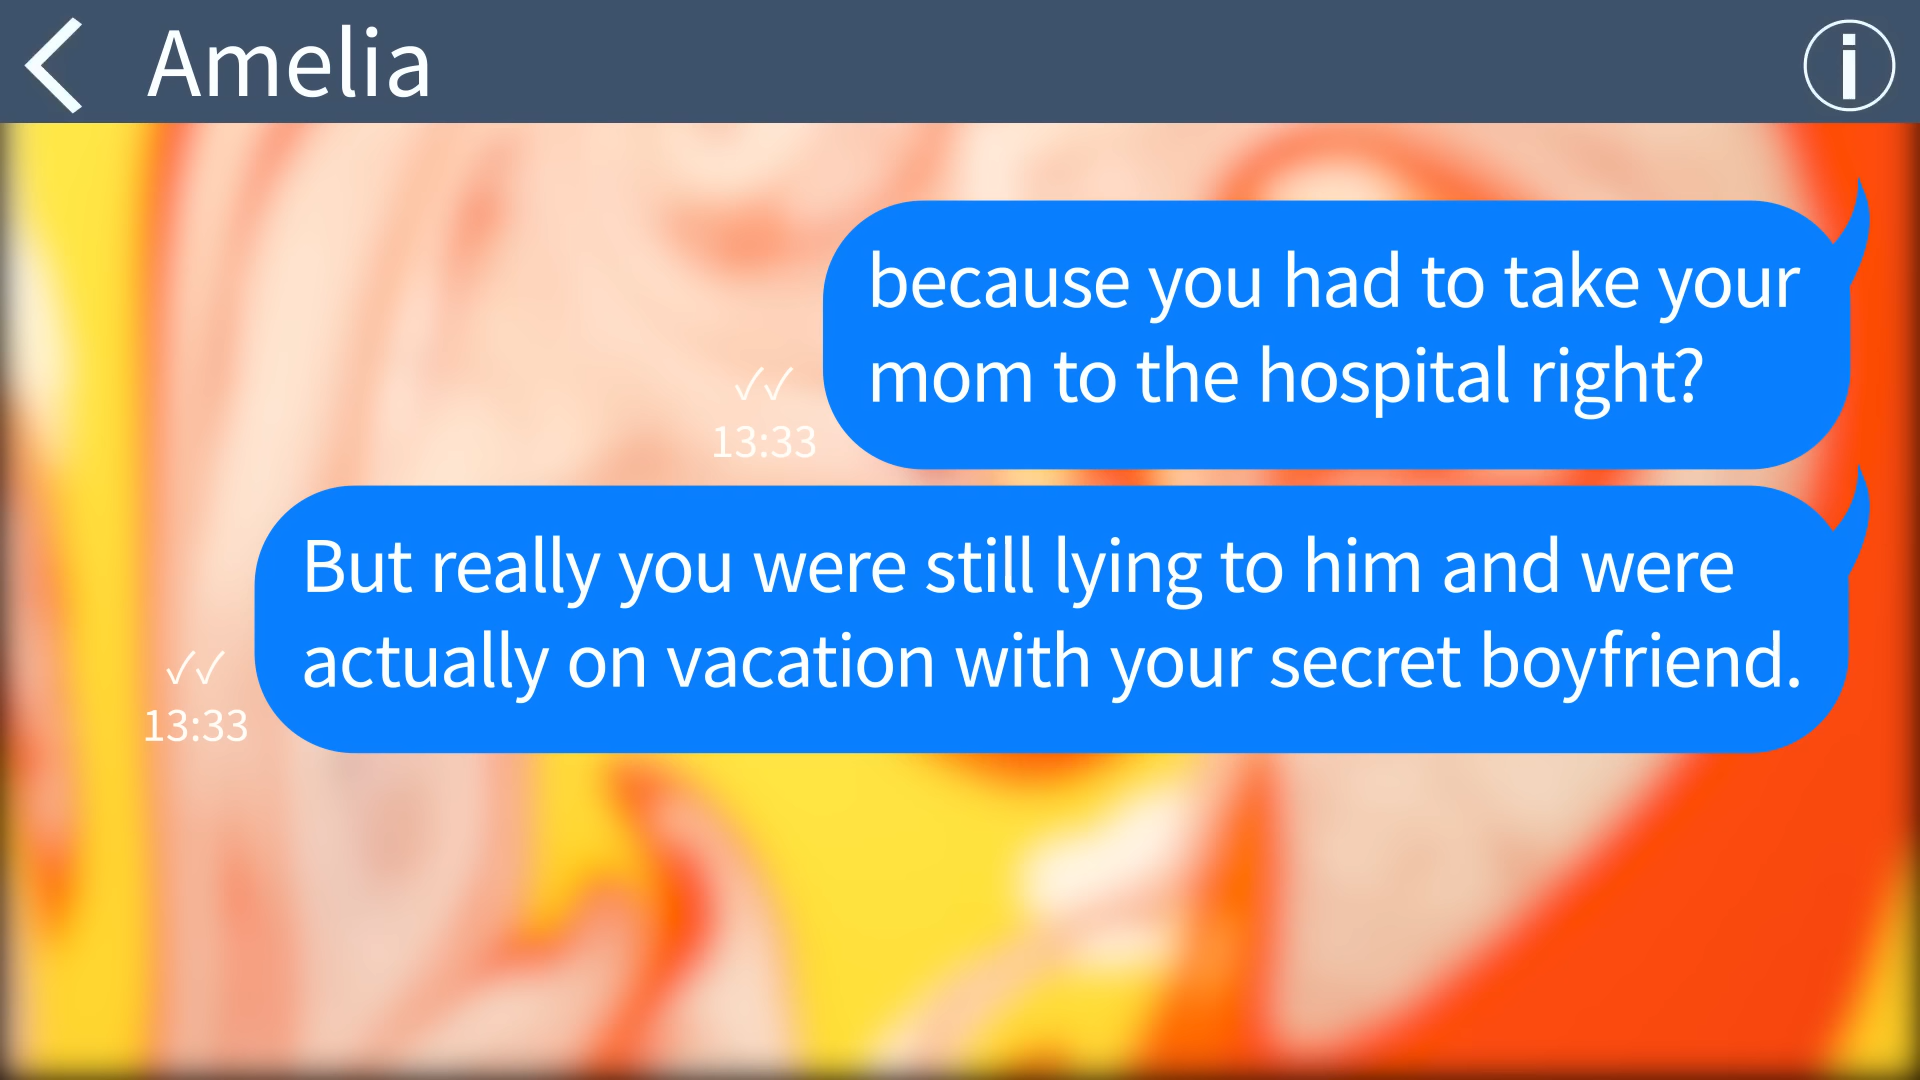 Amelia
because you had to take your
mom to the hospital right?
✓✓
13:33
But really you were still lying to him and were
actually on vacation with your secret boyfriend.
✓✓
13:33